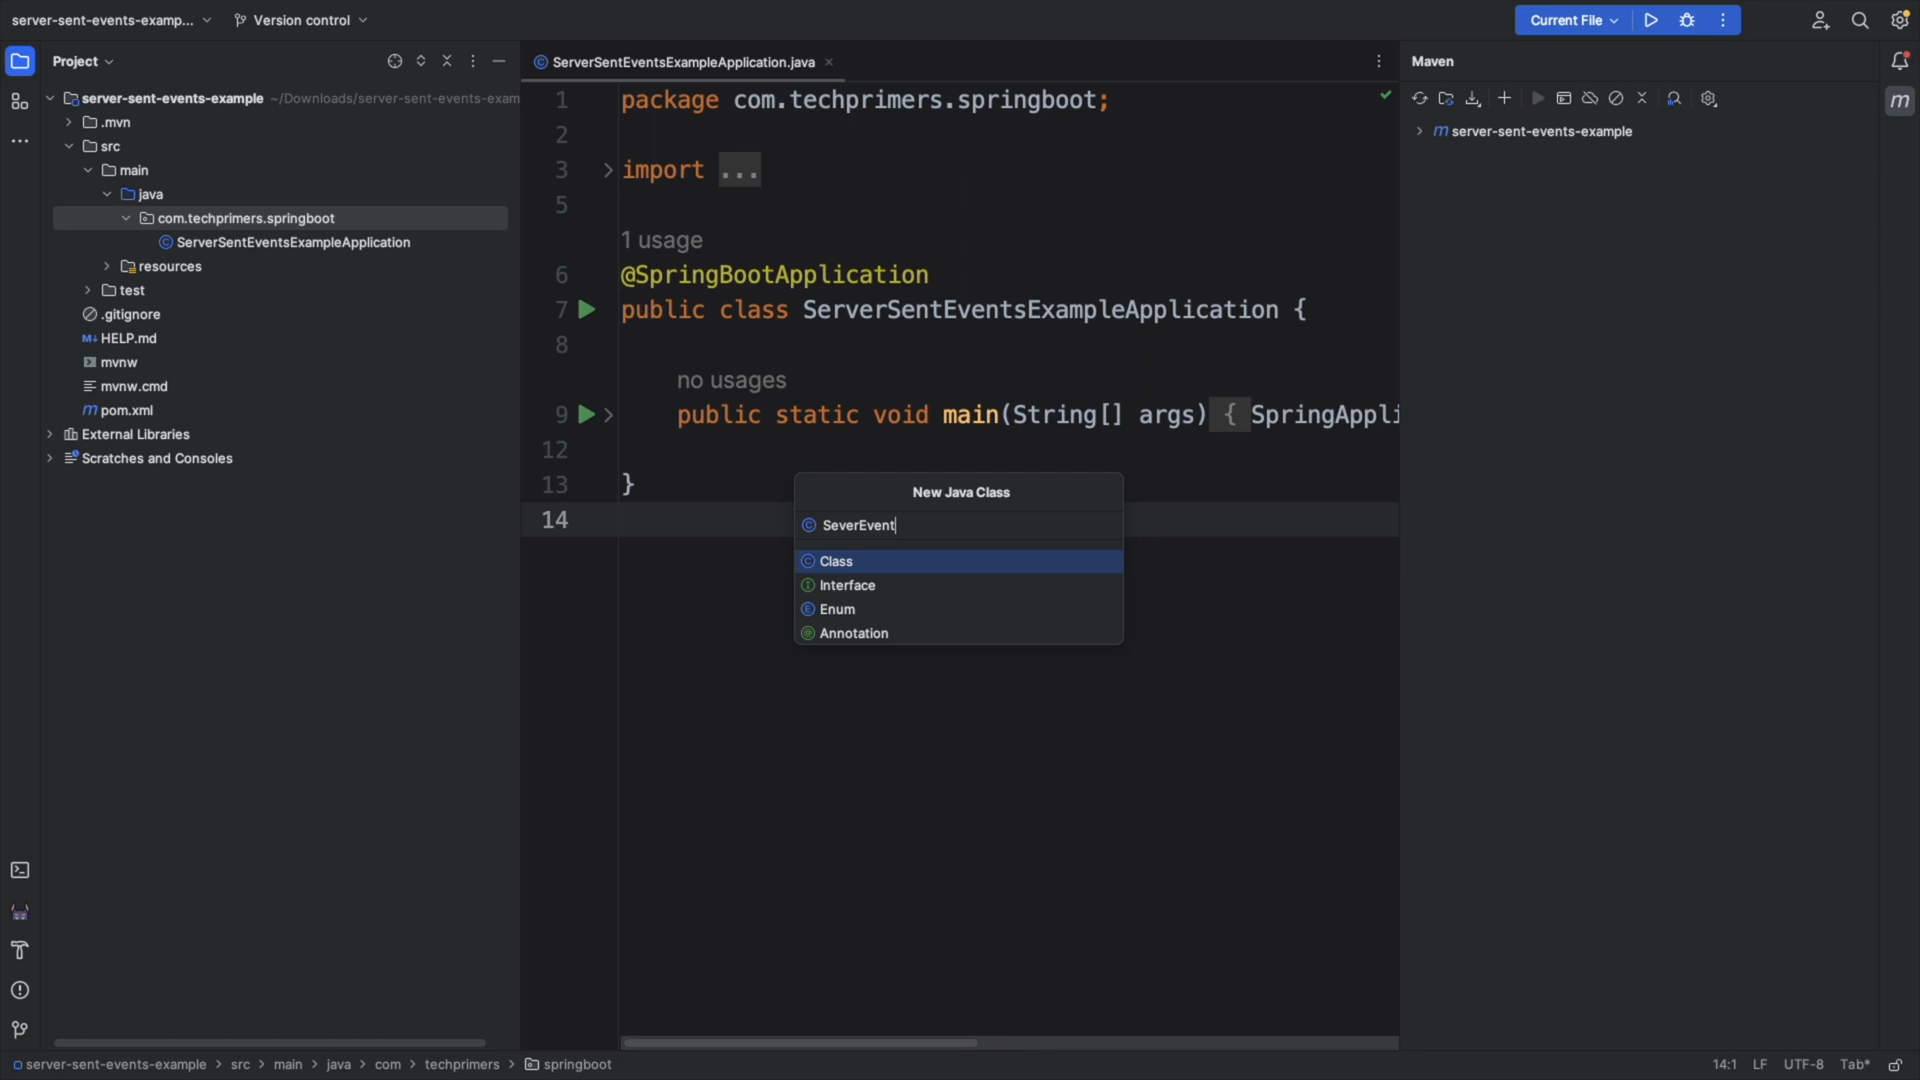 server-sent-events-examp...
Version control
Current File
Project
ServerSentEventsExampleApplication.java
Maven
server-sent-events-example ~/Downloads/server-sent-events-exam
.mvn
src
main
java
com.techprimers.springboot
ServerSentEventsExampleApplication
resources
test
.gitignore
M↓ HELP.md
mvnw
mvnw.cmd
m pom.xml
External Libraries
Scratches and Consoles
1 package com.techprimers.springboot;
2
3 import ...
5
1 usage
6 @SpringBootApplication
7 public class ServerSentEventsExampleApplication {
8
no usages
9 public static void main(String[] args) { SpringAppli
12
13 }
14
New Java Class
SeverEvent
Class
Interface
Enum
Annotation
m server-sent-events-example
m
server-sent-events-example > src > main > java > com > techprimers > springboot
14:1 LF UTF-8 Tab*